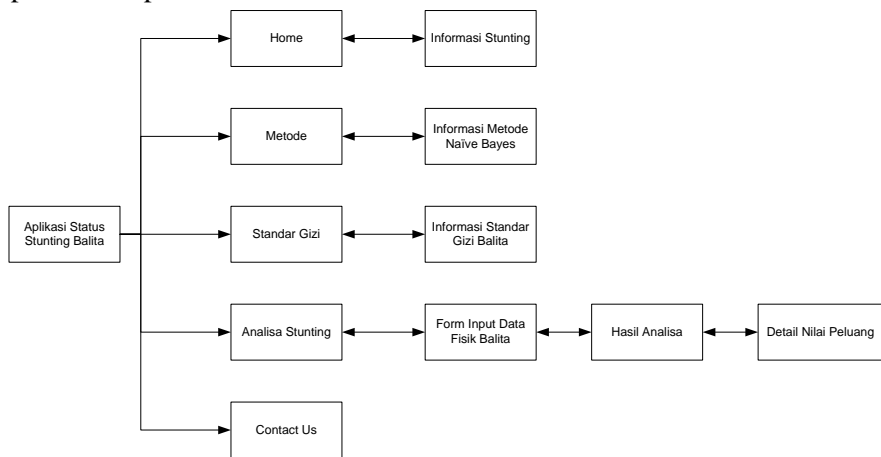 Home
Informasi Stunting
Metode
Informasi Metode
Naïve Bayes
Aplikasi Status
Stunting Balita
Standar Gizi
Informasi Standar
Gizi Balita
Analisa Stunting
Form Input Data
Fisik Balita
Hasil Analisa
Detail Nilai Peluang
Contact Us